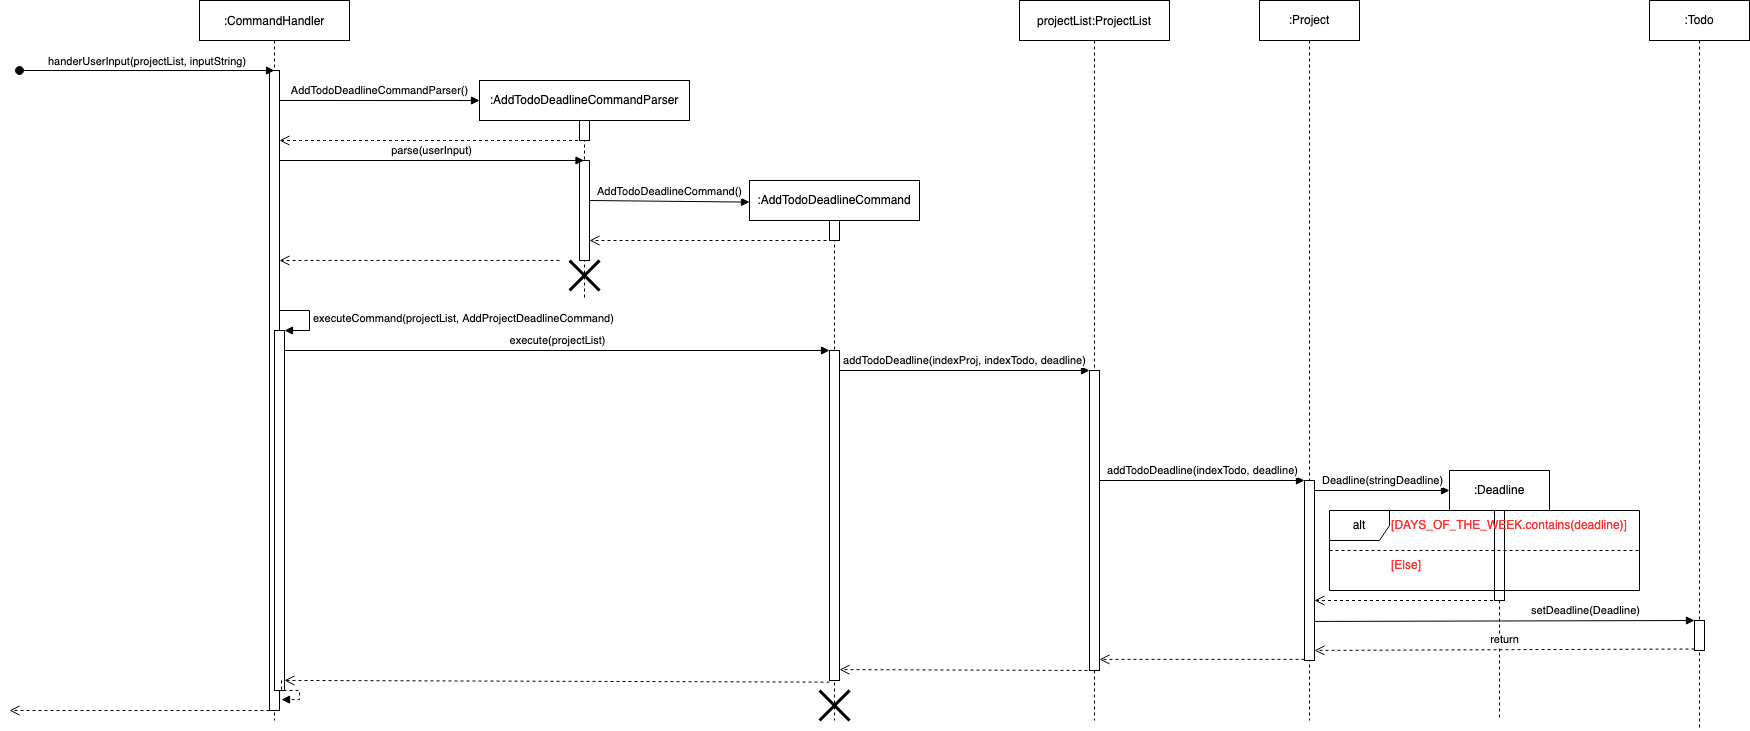 :CommandHandler
projectList:ProjectList
:Project
:Todo
handerUserInput(projectList, inputString)
AddTodoDeadlineCommandParser()
:AddTodoDeadlineCommandParser
parse(userInput)
AddTodoDeadlineCommand()
:AddTodoDeadlineCommand
executeCommand(projectList, AddProjectDeadlineCommand)
execute(projectList)
addTodoDeadline(indexProj, indexTodo, deadline)
addTodoDeadline(indexTodo, deadline)
Deadline(stringDeadline)
:Deadline
alt
[DAYS_OF_THE_WEEK.contains(deadline)]
[Else]
setDeadline(Deadline)
return